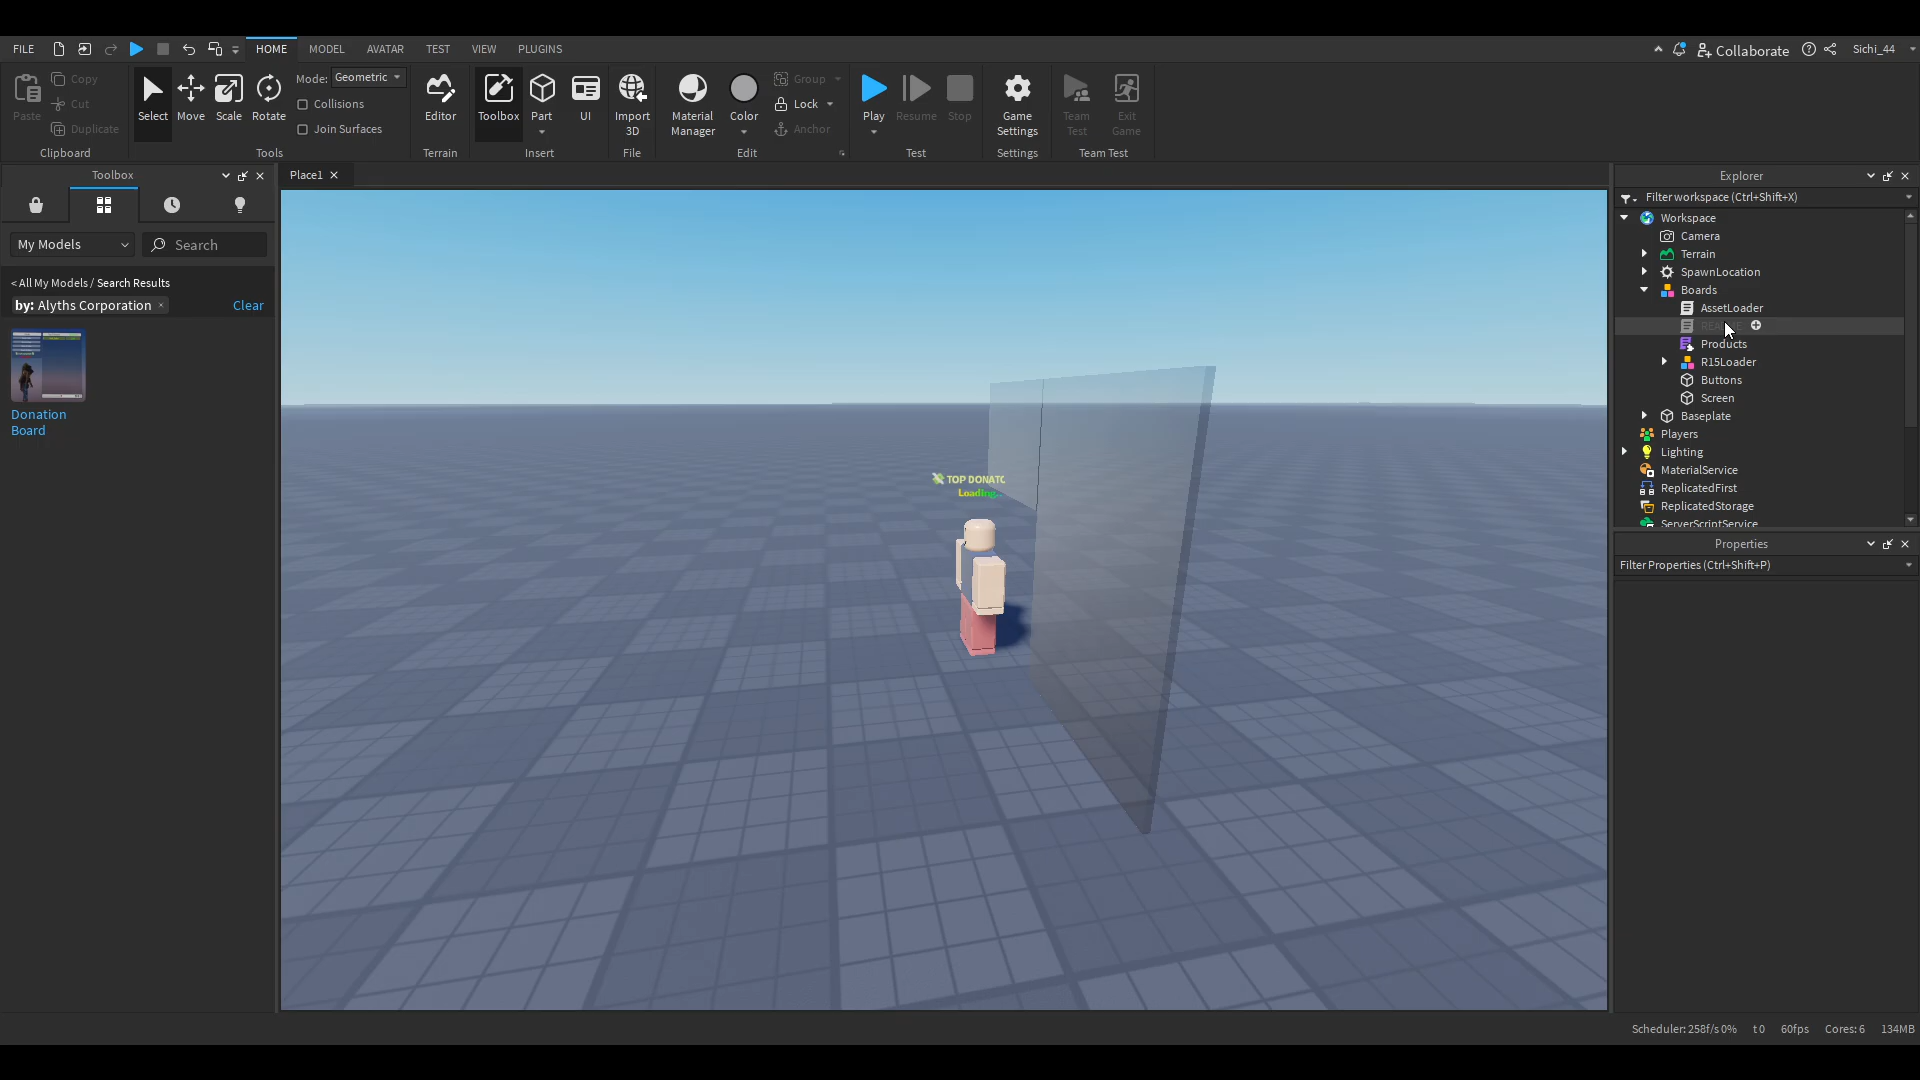 FILE HOME MODEL AVATAR TEST VIEW PLUGINS Collaborate Sichi_44
Paste Copy Cut Duplicate
Clipboard
Select Move Scale Rotate
Mode: Geometric
Collisions
Join Surfaces
Tools
Editor
Terrain
Toolbox Part UI
Insert
Import
3D
File
Material
Manager
Color
Group
Lock
Anchor
Edit
Play Resume Stop
Test
Game
Settings
Settings
Team
Test
Exit
Game
Team Test
Toolbox
My Models
Search
< All My Models / Search Results
by: Alyths Corporation ×
Clear
Donation
Board
Place1
TOP DONATO
Loading...
Explorer
Filter workspace (Ctrl+Shift+X)
Workspace
Camera
Terrain
SpawnLocation
Boards
AssetLoader
Products
R15Loader
Buttons
Screen
Baseplate
Players
Lighting
MaterialService
ReplicatedFirst
ReplicatedStorage
ServerScriptService
Properties
Filter Properties (Ctrl+Shift+P)
Scheduler: 258f/s 0% t 0 60fps Cores: 6 134MB